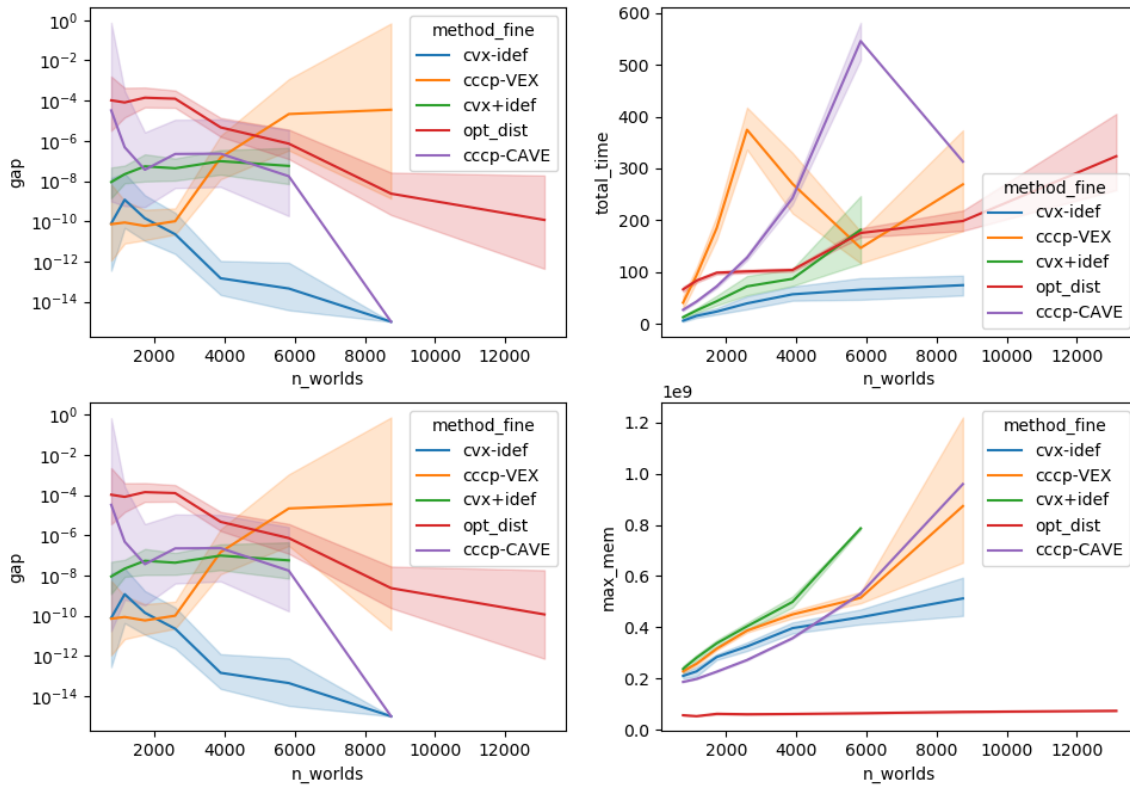 10⁰
10⁻²
10⁻⁴
10⁻⁶
10⁻⁸
10⁻¹⁰
10⁻¹²
10⁻¹⁴
gap
2000 4000 6000 8000 10000 12000
n_worlds
method_fine
cvx-idef
cccp-VEX
cvx+idef
opt_dist
cccp-CAVE
600
500
400
300
200
100
0
total_time
2000 4000 6000 8000 10000 12000
n_worlds
method_fine
cvx-idef
cccp-VEX
cvx+idef
opt_dist
cccp-CAVE
10⁰
10⁻²
10⁻⁴
10⁻⁶
10⁻⁸
10⁻¹⁰
10⁻¹²
10⁻¹⁴
gap
2000 4000 6000 8000 10000 12000
n_worlds
method_fine
cvx-idef
cccp-VEX
cvx+idef
opt_dist
cccp-CAVE
1e9
1.2
1.0
0.8
0.6
0.4
0.2
0.0
max_mem
2000 4000 6000 8000 10000 12000
n_worlds
method_fine
cvx-idef
cccp-VEX
cvx+idef
opt_dist
cccp-CAVE